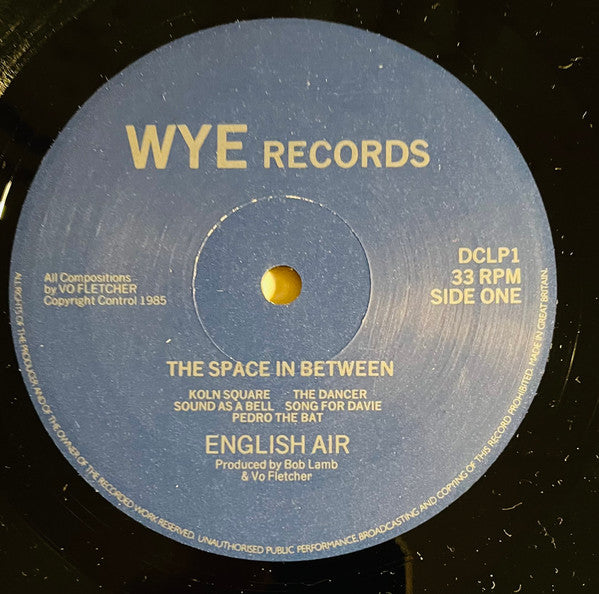 WYE RECORDS
All Compositions
by VO FLETCHER
Copyright Control 1985
DCLP1
33 RPM
SIDE ONE
THE SPACE IN BETWEEN
KOLN SQUARE THE DANCER
SOUND AS A BELL SONG FOR DAVIE
PEDRO THE BAT
ENGLISH AIR
Produced by Bob Lamb
& Vo Fletcher
ALL RIGHTS OF THE PRODUCER AND OF THE OWNER OF THE RECORDED WORK RESERVED. UNAUTHORISED PUBLIC PERFORMANCE, BROADCASTING AND COPYING OF THIS RECORD PROHIBITED. MADE IN GREAT BRITAIN.